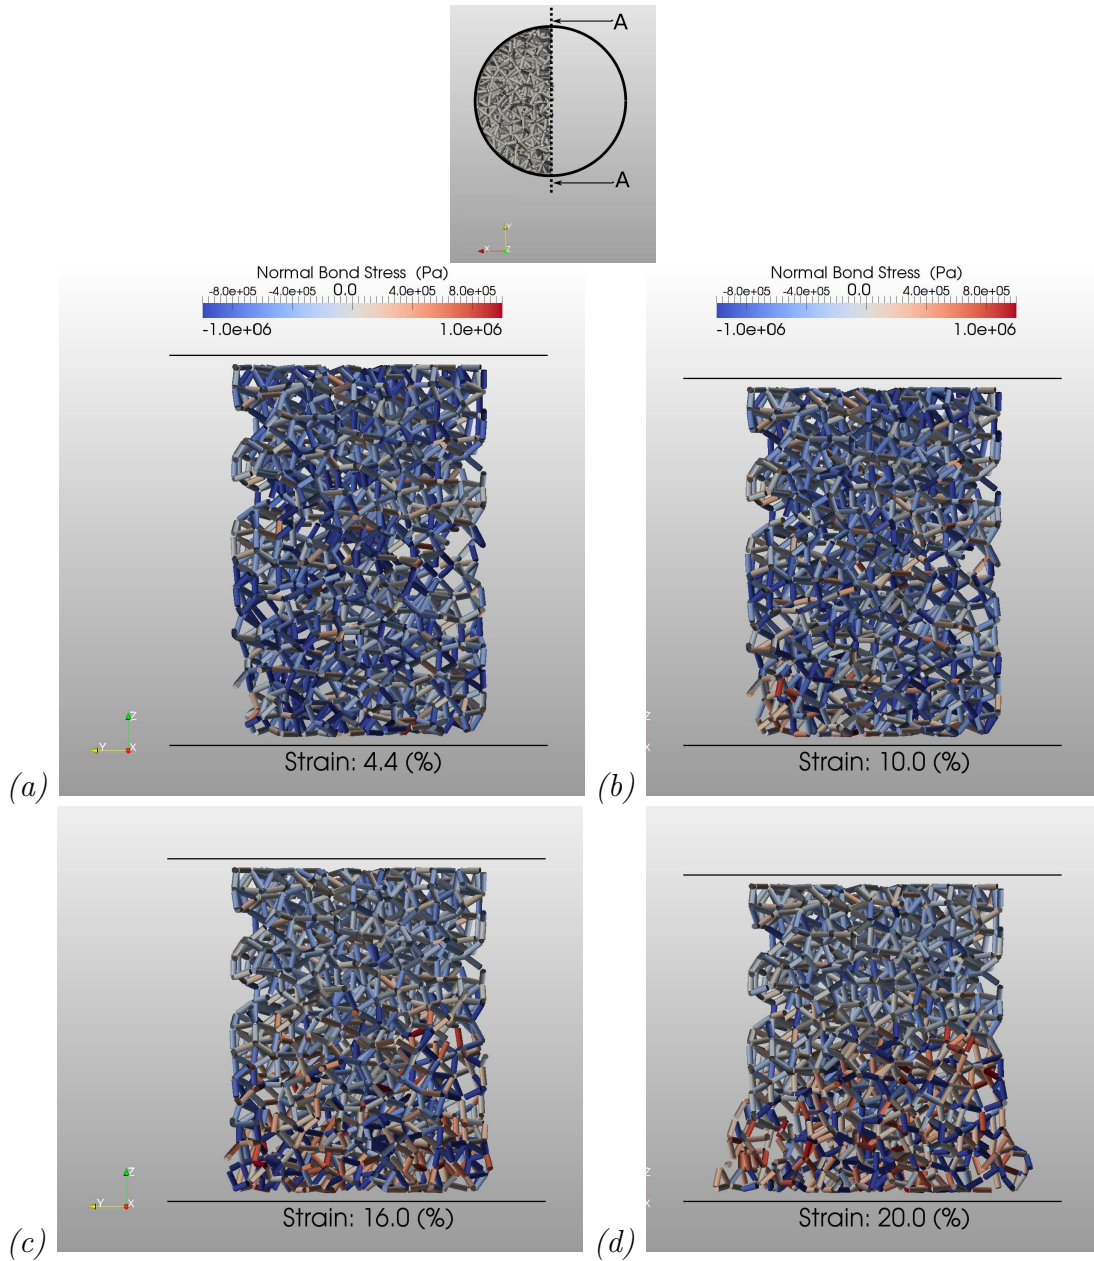 A
A
Y
X
Z
Normal Bond Stress (Pa)
-8.0e+05 -4.0e+05 0.0 4.0e+05 8.0e+05
-1.0e+06 1.0e+06
Normal Bond Stress (Pa)
-8.0e+05 -4.0e+05 0.0 4.0e+05 8.0e+05
-1.0e+06 1.0e+06
Z
Y
X
Strain: 4.4 (%)
(a)
Z
X
Strain: 10.0 (%)
(b)
Z
Y
X
Strain: 16.0 (%)
(c)
Z
X
Strain: 20.0 (%)
(d)